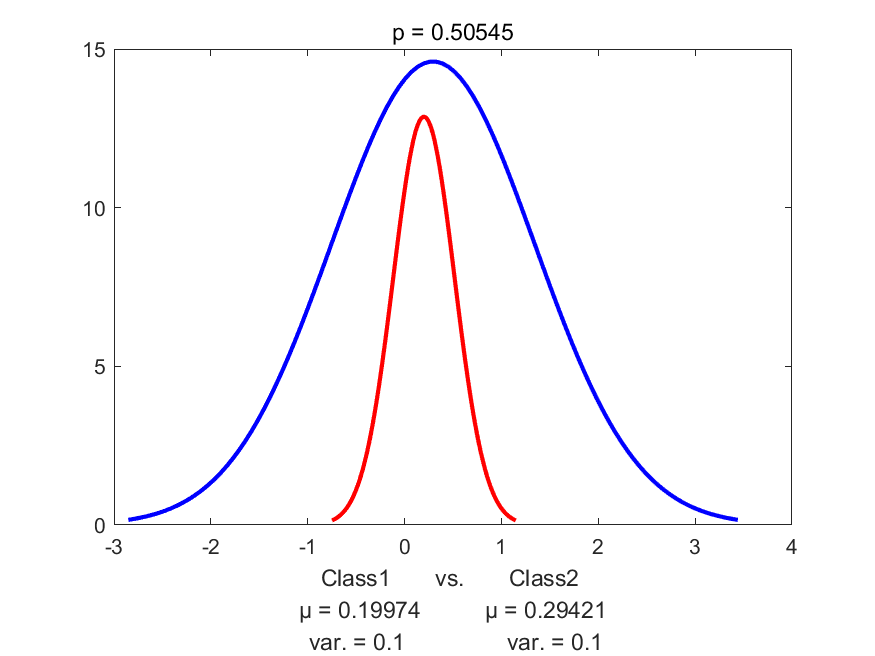 p = 0.50545
15
10
5
0
-3 -2 -1 0 1 2 3 4
Class1 vs. Class2
μ = 0.19974 μ = 0.29421
var. = 0.1 var. = 0.1